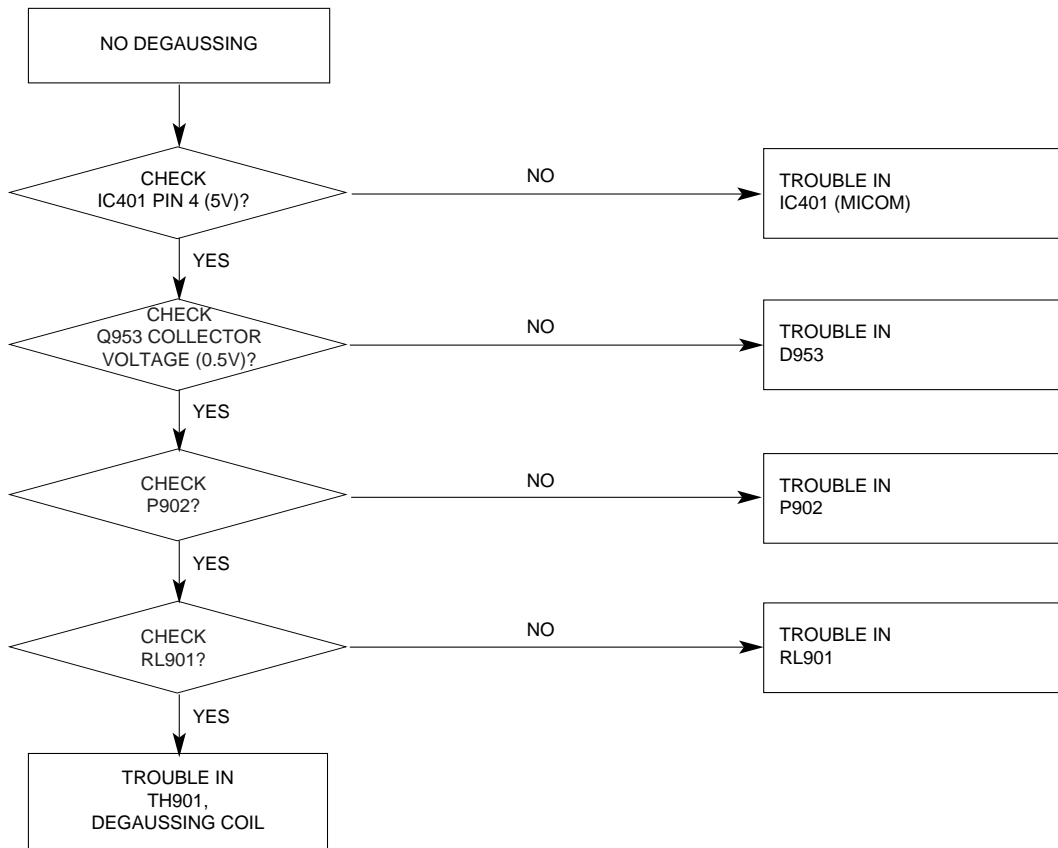 NO DEGAUSSING
CHECK
IC401 PIN 4 (5V)?
NO
TROUBLE IN
IC401 (MICOM)
YES
CHECK
Q953 COLLECTOR
VOLTAGE (0.5V)?
NO
TROUBLE IN
D953
YES
CHECK
P902?
NO
TROUBLE IN
P902
YES
CHECK
RL901?
NO
TROUBLE IN
RL901
YES
TROUBLE IN
TH901,
DEGAUSSING COIL